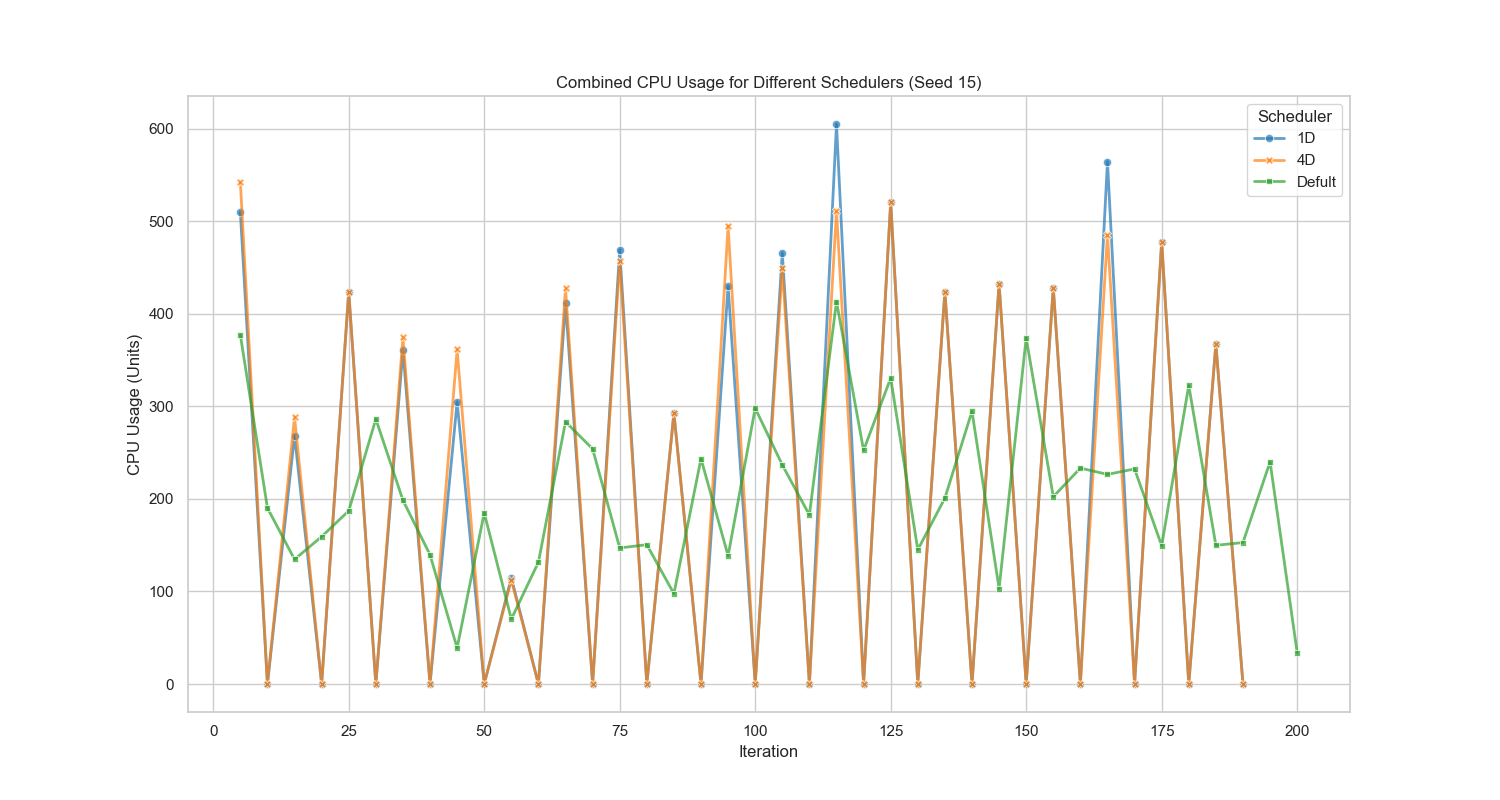 Combined CPU Usage for Different Schedulers (Seed 15)
Scheduler
1D
4D
Defult
CPU Usage (Units)
600
500
400
300
200
100
0
0 25 50 75 100 125 150 175 200
Iteration